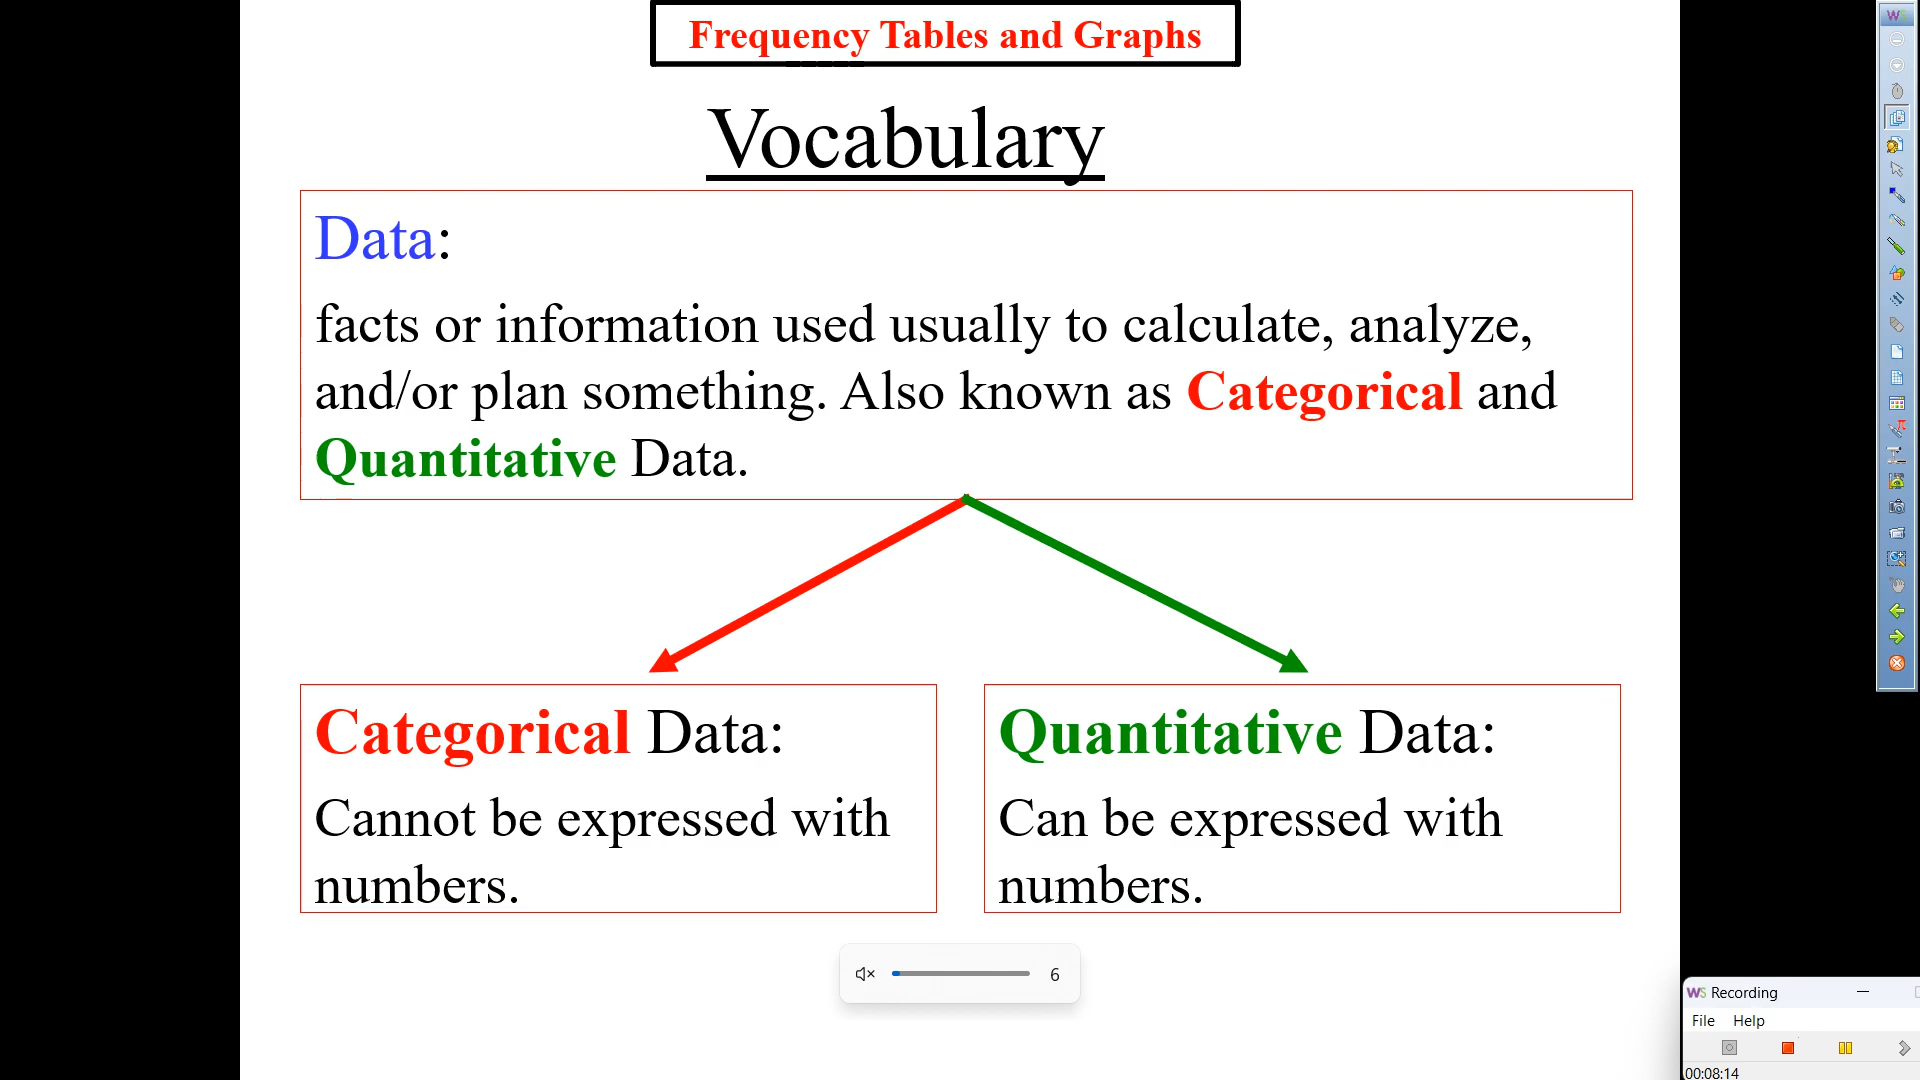 Frequency Tables and Graphs
Vocabulary
Data:
facts or information used usually to calculate, analyze,
and/or plan something. Also known as Categorical and
Quantitative Data.
Categorical Data:
Cannot be expressed with
numbers.
Quantitative Data:
Can be expressed with
numbers.
6
WS
WS Recording
File Help
00:08:14